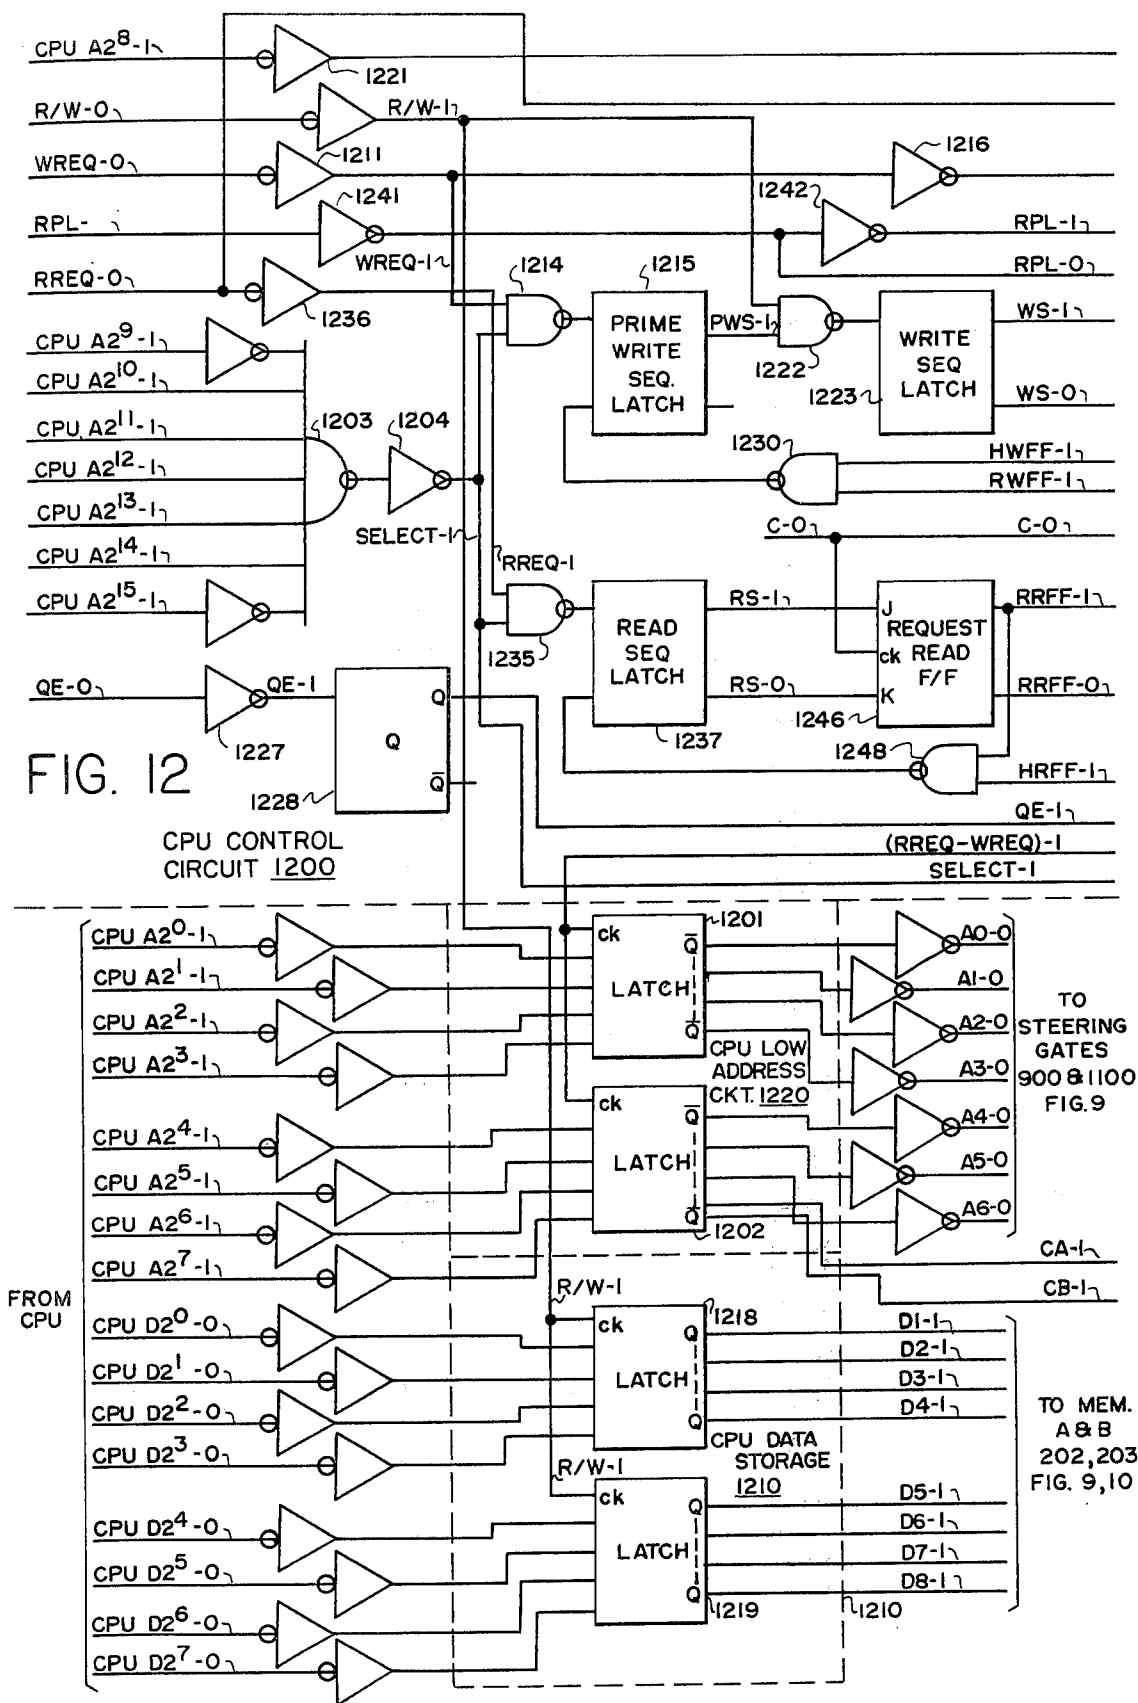 CPU A2⁸-1
1221
R/W-0
R/W-1
WREQ-0
1211
1216
RPL-
1241
1242
RPL-1
WREQ-1
RPL-0
RREQ-0
1236
1214
1215
PRIME
WRITE
SEQ.
LATCH
PWS-1
1222
WRITE
SEQ
LATCH
1223
WS-1
WS-0
CPU A2⁹-1
CPU A2¹⁰-1
CPU A2¹¹-1
CPU A2¹²-1
CPU A2¹³-1
CPU A2¹⁴-1
CPU A2¹⁵-1
1203
1204
SELECT-1
RREQ-1
1230
HWFF-1
RWFF-1
C-0
C-0
1235
READ
SEQ
LATCH
1237
RS-1
RS-0
J
ck
K
REQUEST
READ
F/F
1246
RRFF-1
RRFF-0
1248
HRFF-1
QE-0
1227
QE-1
Q
Q
Q̅
1228
FIG. 12
CPU CONTROL
CIRCUIT 1200
QE-1
(RREQ-WREQ)-1
SELECT-1
FROM
CPU
CPU A2⁰-1
CPU A2¹-1
CPU A2²-1
CPU A2³-1
CPU A2⁴-1
CPU A2⁵-1
CPU A2⁶-1
CPU A2⁷-1
CPU D2⁰-0
CPU D2¹-0
CPU D2²-0
CPU D2³-0
CPU D2⁴-0
CPU D2⁵-0
CPU D2⁶-0
CPU D2⁷-0
1201
ck
LATCH
Q̅
Q̅
CPU LOW
ADDRESS
CKT. 1220
ck
LATCH
Q̅
Q̅
1202
A0-0
A1-0
A2-0
A3-0
A4-0
A5-0
A6-0
TO
STEERING
GATES
900 & 1100
FIG. 9
CA-1
CB-1
R/W-1
1218
ck
LATCH
Q
Q
D1-1
D2-1
D3-1
D4-1
CPU DATA
STORAGE
1210
R/W-1
ck
LATCH
Q
Q
1219
D5-1
D6-1
D7-1
D8-1
1210
TO MEM.
A & B
202,203
FIG. 9,10